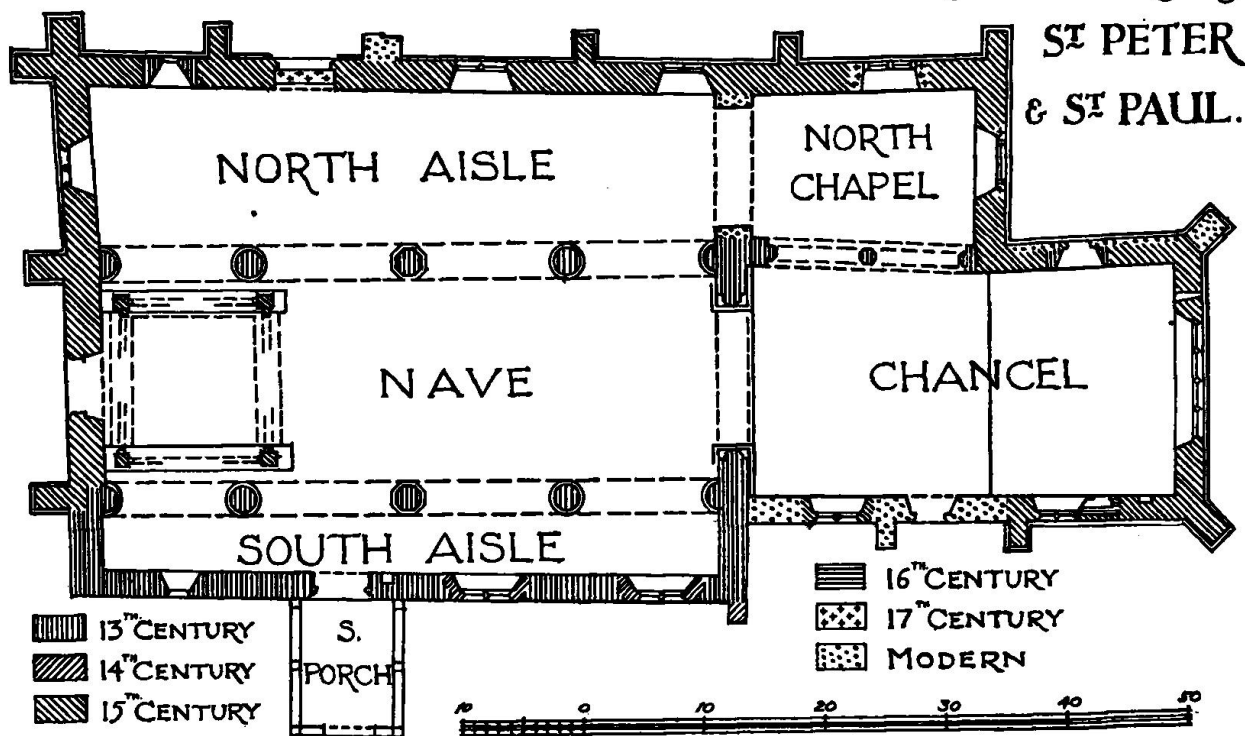 ST PETER
& ST PAUL.
NORTH AISLE
NORTH
CHAPEL
NAVE
CHANCEL
SOUTH AISLE
S.
PORCH
13TH CENTURY
14TH CENTURY
15TH CENTURY
16TH CENTURY
17TH CENTURY
MODERN
10 0 10 20 30 40 50